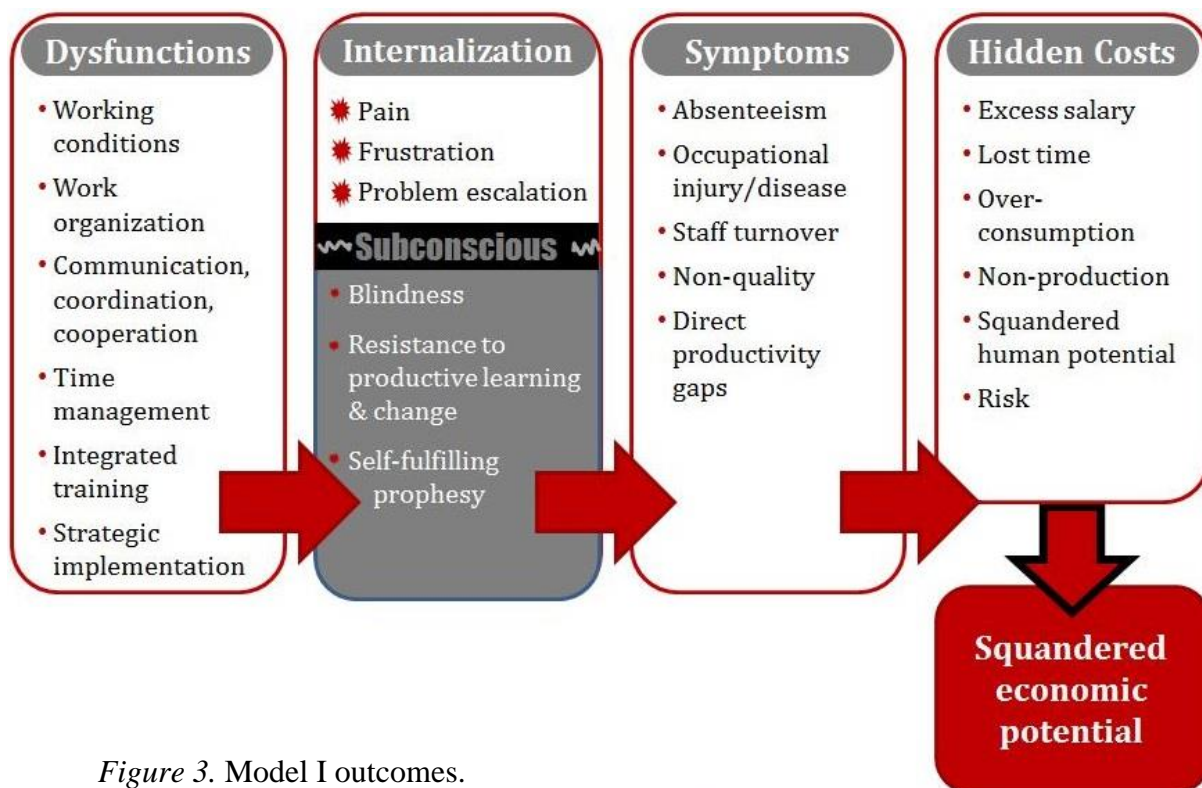 Dysfunctions
• Working
conditions
• Work
organization
• Communication,
coordination,
cooperation
• Time
management
• Integrated
training
• Strategic
implementation
Internalization
Pain
Frustration
Problem escalation
Subconscious
• Blindness
• Resistance to
productive learning
& change
• Self-fulfilling
prophesy
Symptoms
• Absenteeism
• Occupational
injury/disease
• Staff turnover
• Non-quality
• Direct
productivity
gaps
Hidden Costs
• Excess salary
• Lost time
• Over-
consumption
• Non-production
• Squandered
human potential
• Risk
Squandered
economic
potential
Figure 3. Model I outcomes.